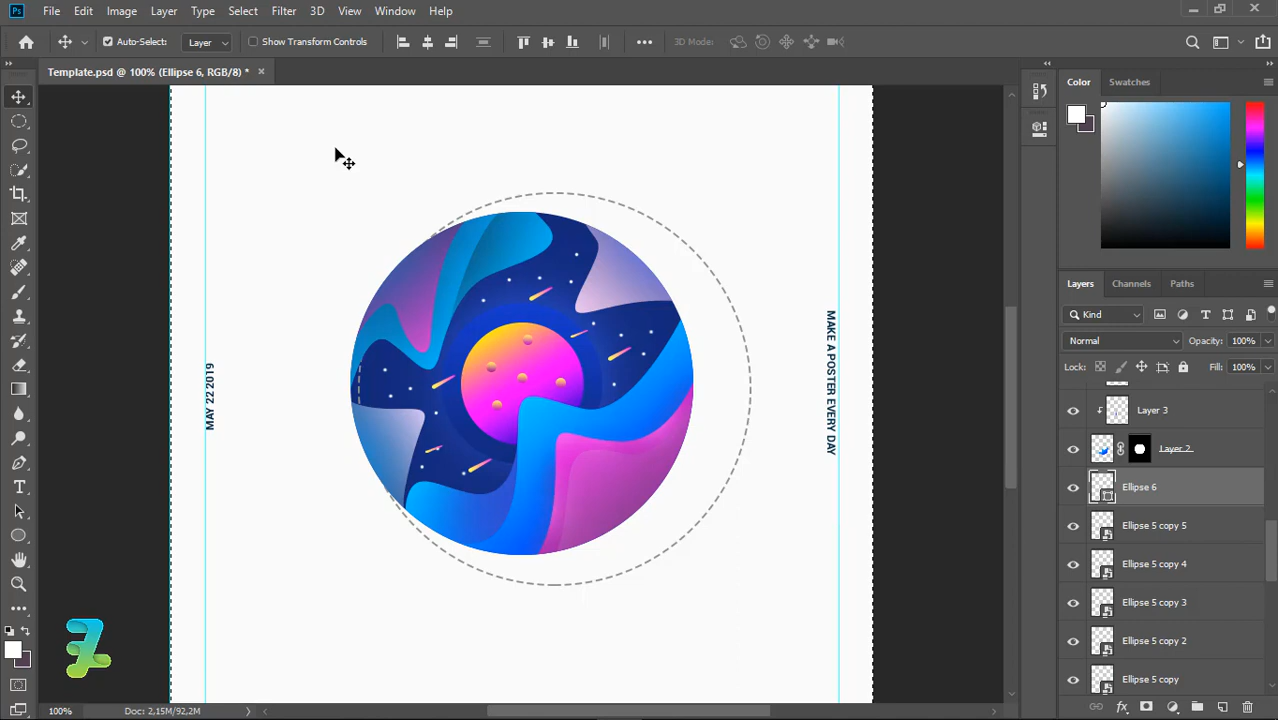 Ps File Edit Image Layer Type Select Filter 3D View Window Help
Auto-Select: Layer Show Transform Controls 3D Mode:
Template.psd @ 100% (Ellipse 6, RGB/8) *
Color Swatches
MAY 22 2019
MAKE A POSTER EVERY DAY
Layers Channels Paths
Kind
Normal Opacity: 100%
Lock: Fill: 100%
Layer 3
Layer 2
Ellipse 6
Ellipse 5 copy 5
Ellipse 5 copy 4
Ellipse 5 copy 3
Ellipse 5 copy 2
Ellipse 5 copy
100% Doc: 2,15M/92,2M